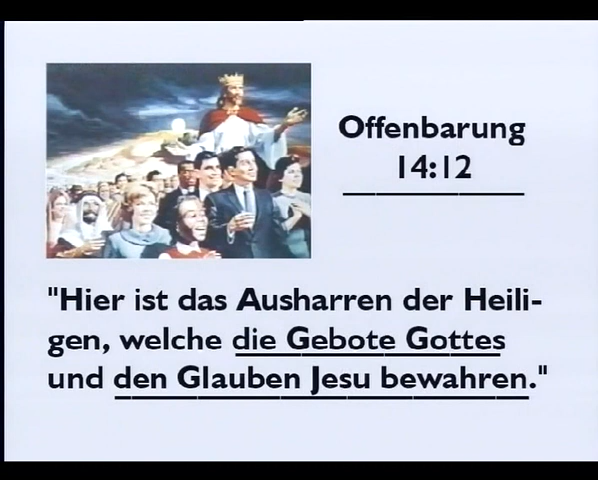 Offenbarung
14:12
"Hier ist das Ausharren der Heili-
gen, welche die Gebote Gottes
und den Glauben Jesu bewahren."